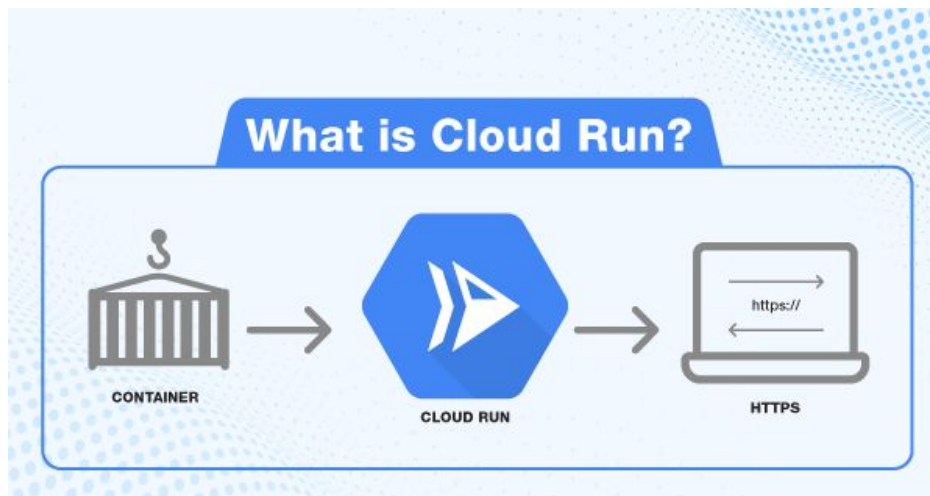 What is Cloud Run?
https://
CONTAINER
CLOUD RUN
HTTPS